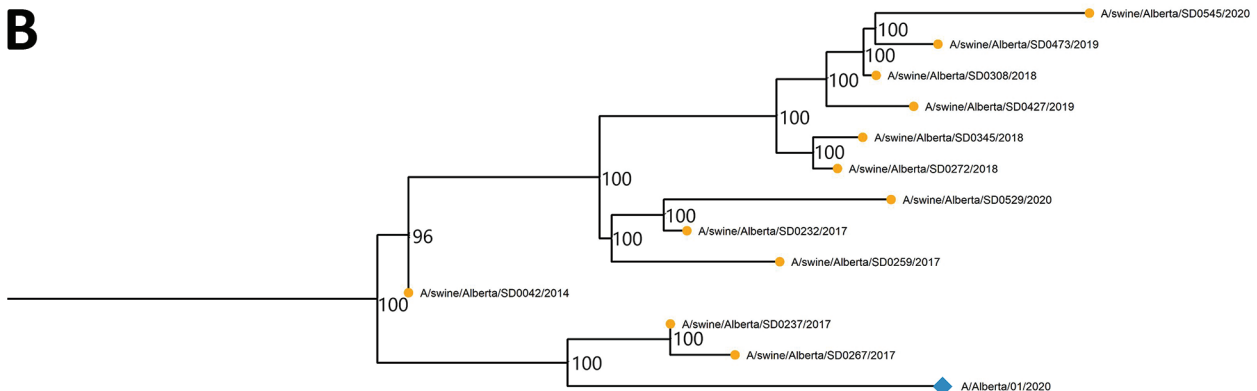 B
A/swine/Alberta/SD0545/2020
100
A/swine/Alberta/SD0473/2019
100
A/swine/Alberta/SD0308/2018
100
A/swine/Alberta/SD0427/2019
100
A/swine/Alberta/SD0345/2018
100
A/swine/Alberta/SD0272/2018
100
A/swine/Alberta/SD0529/2020
100
A/swine/Alberta/SD0232/2017
96
100
A/swine/Alberta/SD0259/2017
A/swine/Alberta/SD0042/2014
100
A/swine/Alberta/SD0237/2017
100
A/swine/Alberta/SD0267/2017
100
A/Alberta/01/2020